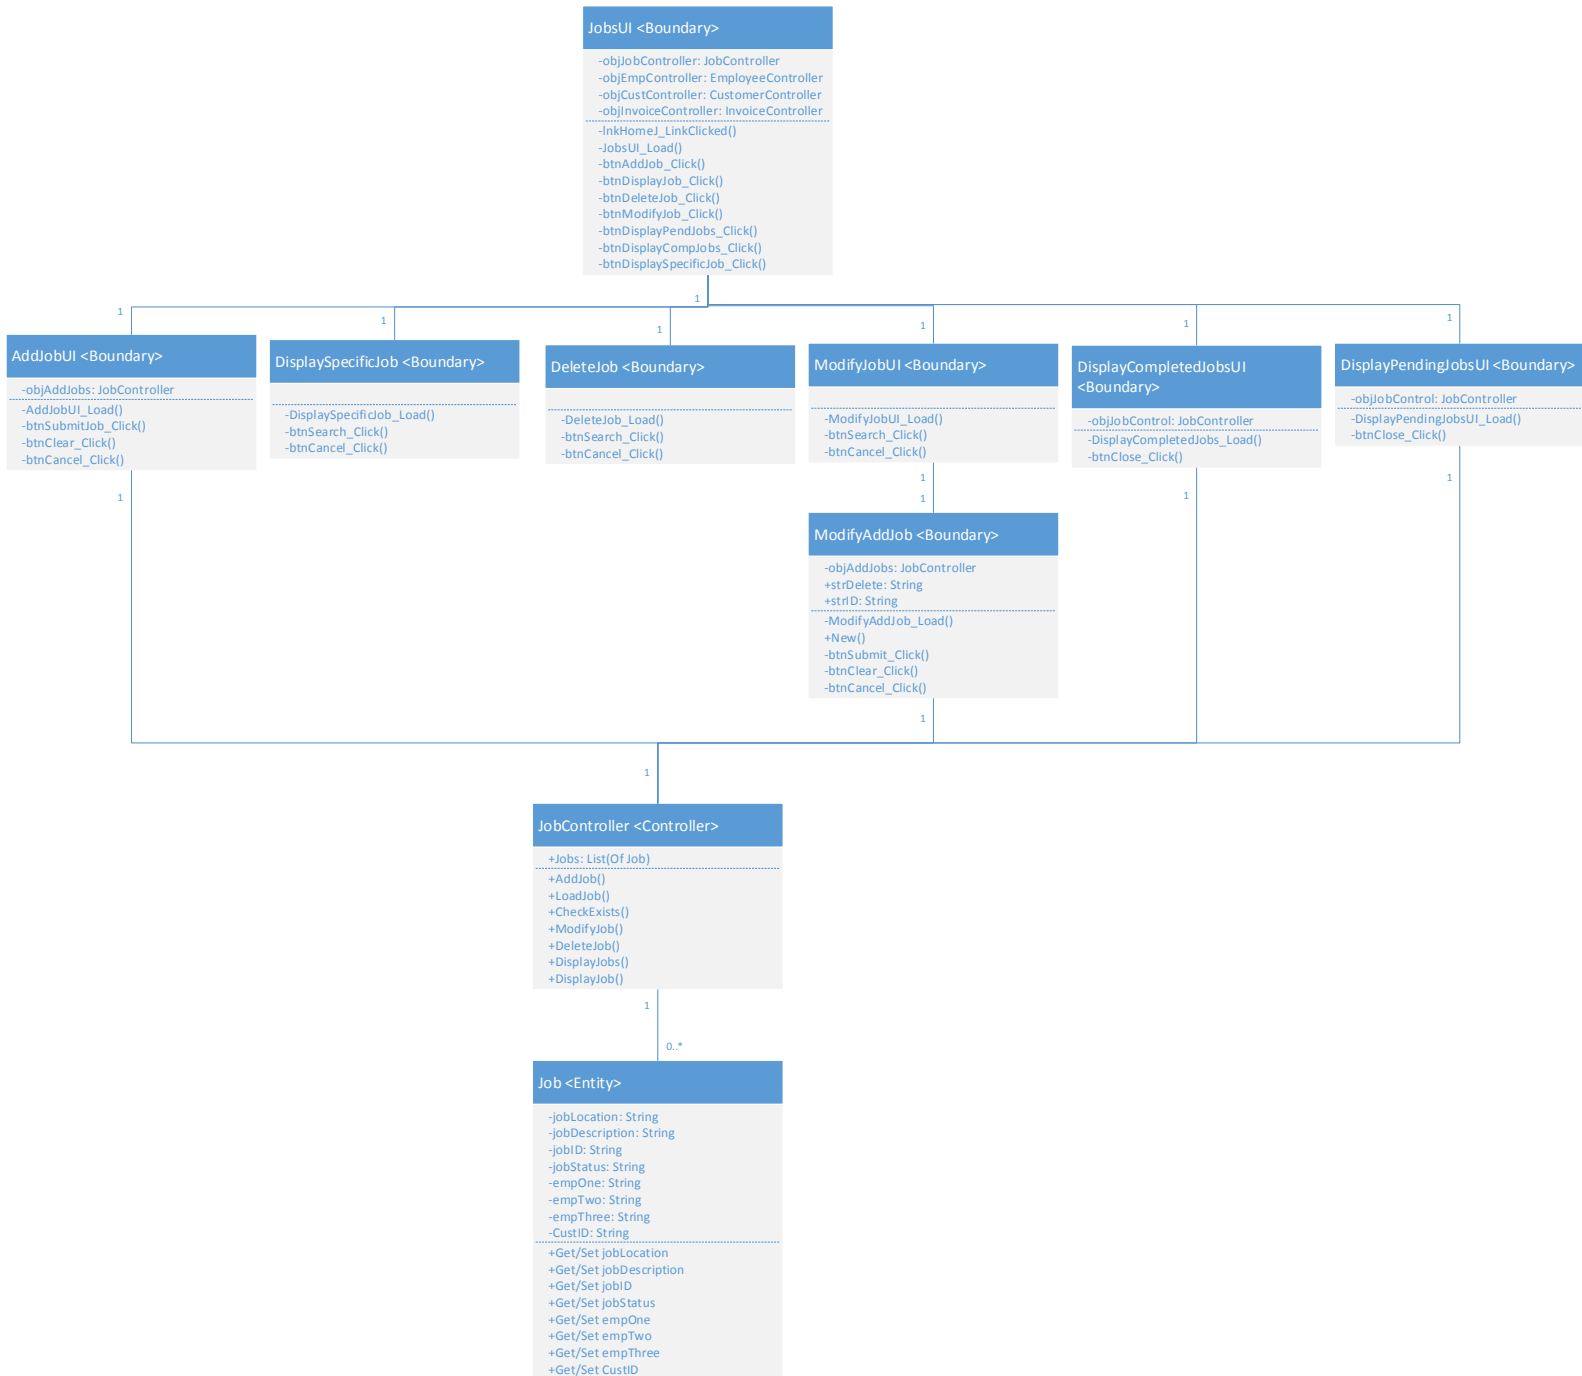 JobsUI <Boundary>
-objJobController: JobController
-objEmpController: EmployeeController
-objCustController: CustomerController
-objInvoiceController: InvoiceController
-lnkHomeJ_LinkClicked()
-JobsUI_Load()
-btnAddJob_Click()
-btnDisplayJob_Click()
-btnDeleteJob_Click()
-btnModifyJob_Click()
-btnDisplayPendJobs_Click()
-btnDisplayCompJobs_Click()
-btnDisplaySpecificJob_Click()
1
1
1
1
1
1
1
AddJobUI <Boundary>
-objAddJobs: JobController
-AddJobUI_Load()
-btnSubmitJob_Click()
-btnClear_Click()
-btnCancel_Click()
1
DisplaySpecificJob <Boundary>
-DisplaySpecificJob_Load()
-btnSearch_Click()
-btnCancel_Click()
DeleteJob <Boundary>
-DeleteJob_Load()
-btnSearch_Click()
-btnCancel_Click()
ModifyJobUI <Boundary>
-ModifyJobUI_Load()
-btnSearch_Click()
-btnCancel_Click()
1
1
DisplayCompletedJobsUI
<Boundary>
-objJobControl: JobController
-DisplayCompletedJobs_Load()
-btnClose_Click()
1
DisplayPendingJobsUI <Boundary>
-objJobControl: JobController
-DisplayPendingJobsUI_Load()
-btnClose_Click()
1
ModifyAddJob <Boundary>
-objAddJobs: JobController
+strDelete: String
+strID: String
-ModifyAddJob_Load()
+New()
-btnSubmit_Click()
-btnClear_Click()
-btnCancel_Click()
1
1
JobController <Controller>
+Jobs: List(Of Job)
+AddJob()
+LoadJob()
+CheckExists()
+ModifyJob()
+DeleteJob()
+DisplayJobs()
+DisplayJob()
1
0..*
Job <Entity>
-jobLocation: String
-jobDescription: String
-jobID: String
-jobStatus: String
-empOne: String
-empTwo: String
-empThree: String
-CustID: String
+Get/Set jobLocation
+Get/Set jobDescription
+Get/Set jobID
+Get/Set jobStatus
+Get/Set empOne
+Get/Set empTwo
+Get/Set empThree
+Get/Set CustID